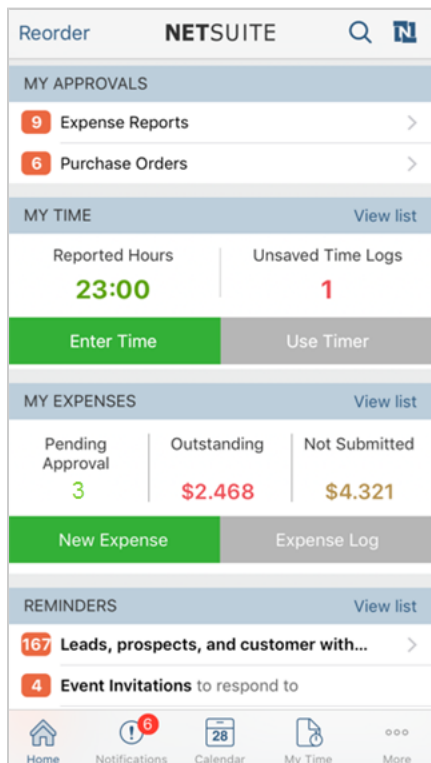 Reorder NETSUITE N
MY APPROVALS
9 Expense Reports
6 Purchase Orders
MY TIME View list
Reported Hours Unsaved Time Logs
23:00 1
Enter Time Use Timer
MY EXPENSES View list
Pending Outstanding Not Submitted
Approval
3 $2.468 $4.321
New Expense Expense Log
REMINDERS View list
167 Leads, prospects, and customer with...
4 Event Invitations to respond to
6
28
Home Notifications Calendar My Time More